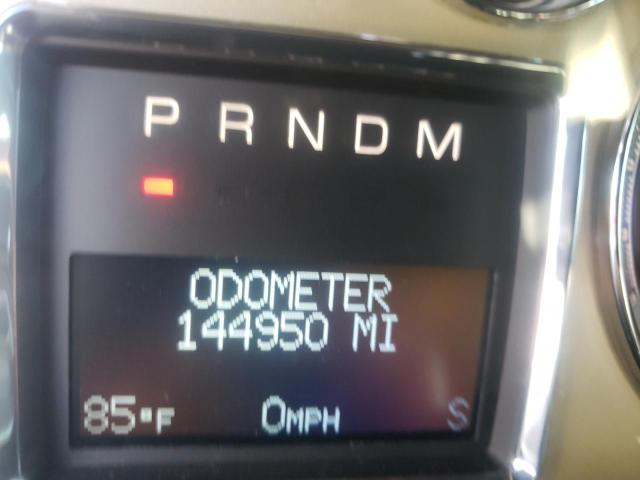 P R N D M
ODOMETER
144950 MI
85°F 0MPH S